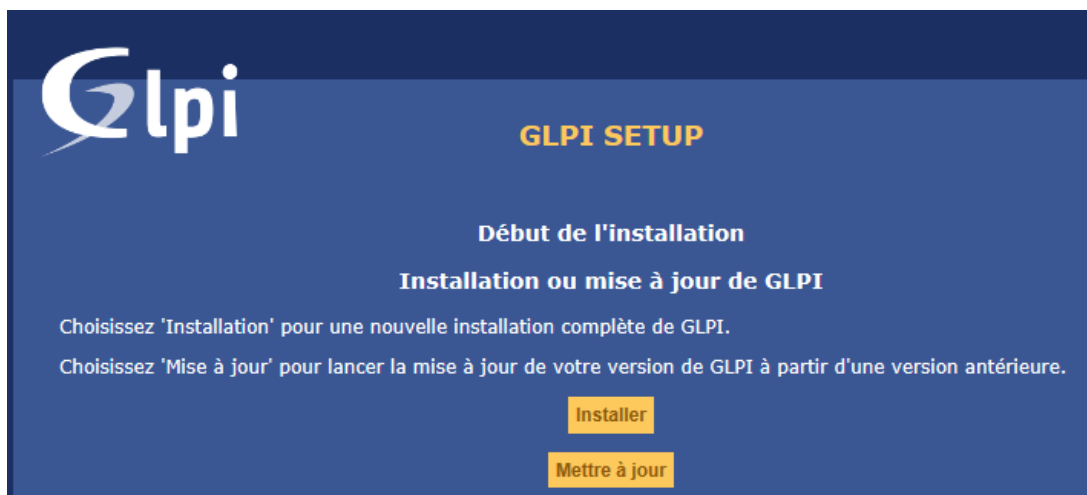 Glpi
GLPI SETUP
Début de l'installation
Installation ou mise à jour de GLPI
Choisissez 'Installation' pour une nouvelle installation complète de GLPI.
Choisissez 'Mise à jour' pour lancer la mise à jour de votre version de GLPI à partir d'une version antérieure.
Installer
Mettre à jour